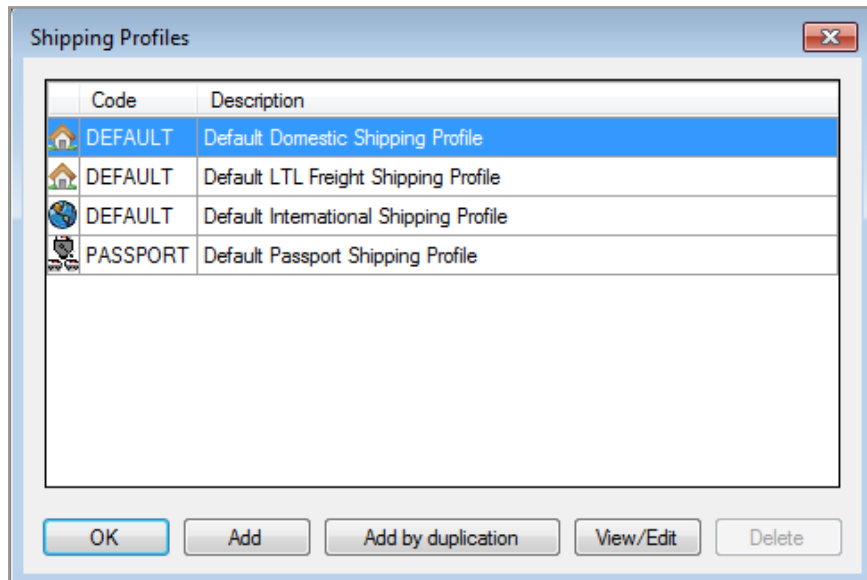 Shipping Profiles
Code Description
DEFAULT Default Domestic Shipping Profile
DEFAULT Default LTL Freight Shipping Profile
DEFAULT Default International Shipping Profile
PASSPORT Default Passport Shipping Profile
OK Add Add by duplication View/Edit Delete